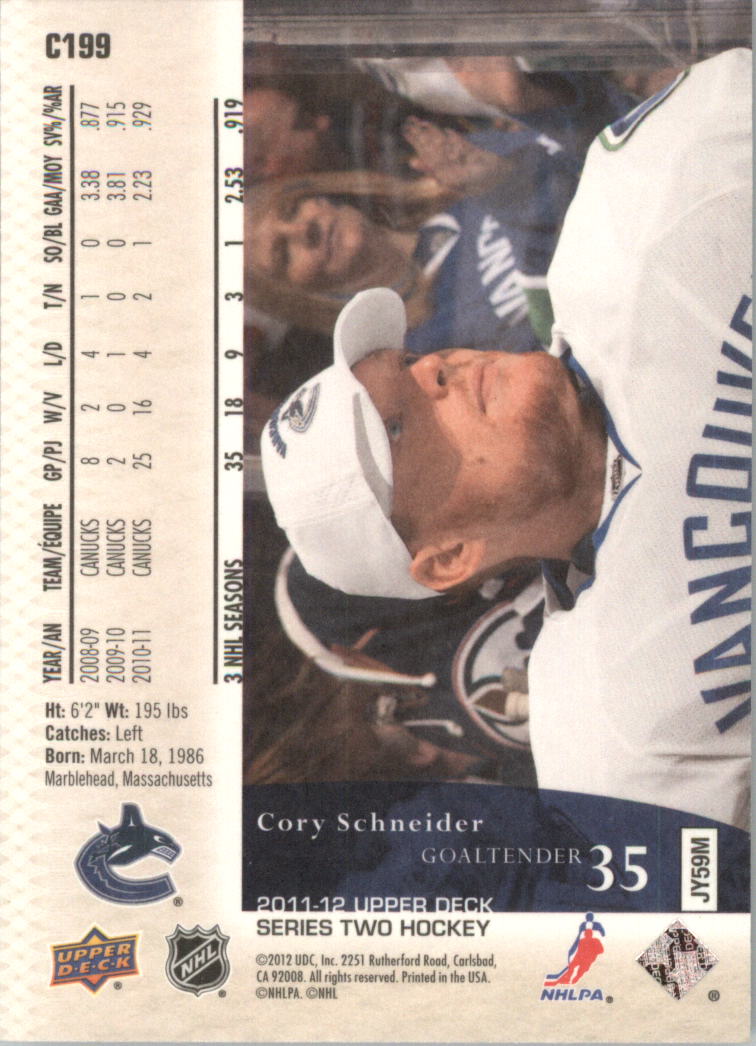 C199
YEAR/AN TEAM/ÉQUIPE GP/PJ W/V L/D T/N SO/BL GAA/MOY SV%/%AR
2008-09 CANUCKS 8 2 4 1 0 3.38 .877
2009-10 CANUCKS 2 0 1 0 0 3.81 .915
2010-11 CANUCKS 25 16 4 2 1 2.23 .929
3 NHL SEASONS 35 18 9 3 1 2.53 .919
Ht: 6'2" Wt: 195 lbs
Catches: Left
Born: March 18, 1986
Marblehead, Massachusetts
VANC
VANCOUVE
Cory Schneider
GOALTENDER 35
JY59M
2011-12 UPPER DECK
SERIES TWO HOCKEY
UPPER
D·E·C·K
®
NHL
®
®
©2012 UDC, Inc. 2251 Rutherford Road, Carlsbad,
CA 92008. All rights reserved. Printed in the USA.
©NHLPA. ©NHL
NHLPA®
®